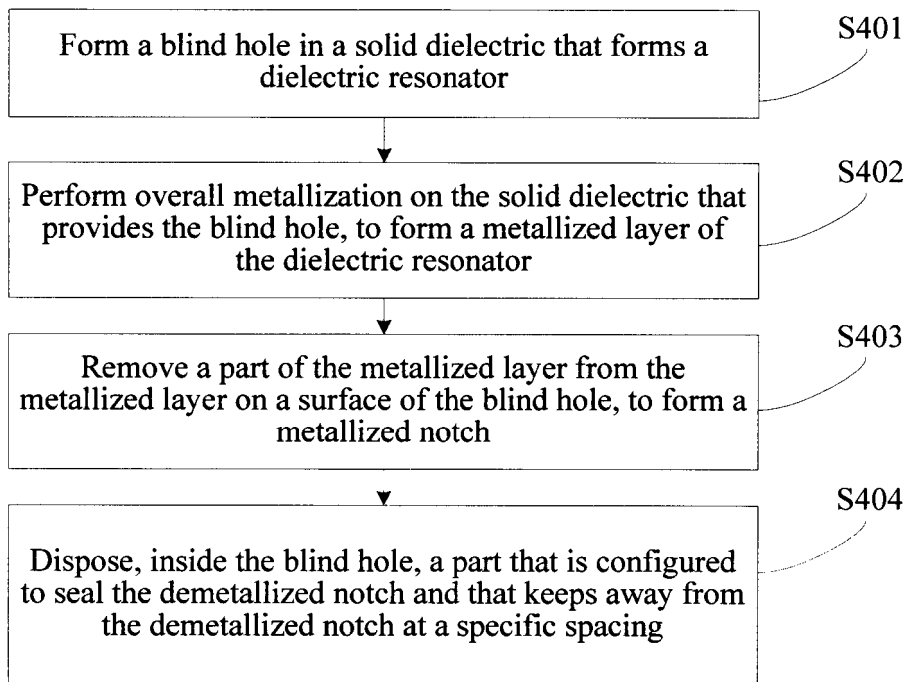 Form a blind hole in a solid dielectric that forms a
dielectric resonator
S401
Perform overall metallization on the solid dielectric that
provides the blind hole, to form a metallized layer of
the dielectric resonator
S402
Remove a part of the metallized layer from the
metallized layer on a surface of the blind hole, to form a
metallized notch
S403
Dispose, inside the blind hole, a part that is configured
to seal the demetallized notch and that keeps away from
the demetallized notch at a specific spacing
S404